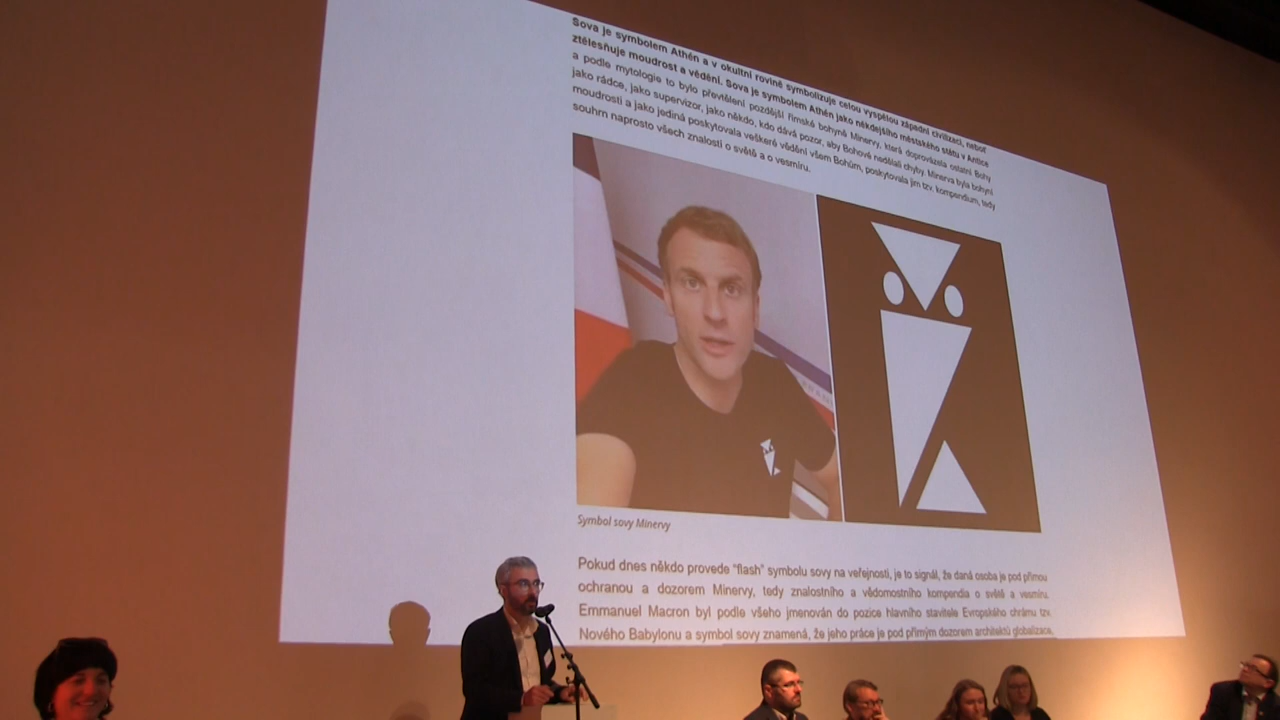 Sova je symbolem Athén a v okultní rovině symbolizuje celou vyspělou západní civilizaci, neboť
ztělesňuje moudrost a vědění. Sova je symbolem Athén jako někdejšího městského státu v Antice
a podle mytologie to bylo převtělení pozdější římské bohyně Minervy, která doprovázela ostatní Bohy
jako rádce, jako supervizor, jako někdo, kdo dává pozor, aby Bohové nedělali chyby. Minerva byla bohyní
moudrosti a jako jediná poskytovala veškeré vědění všem Bohům, poskytovala jim tzv. kompendium, tedy
souhrn naprosto všech znalostí o světě a o vesmíru.
Symbol sovy Minervy
Pokud dnes někdo provede "flash" symbolu sovy na veřejnosti, je to signál, že daná osoba je pod přímou
ochranou a dozorem Minervy, tedy znalostního a vědomostního kompendia o světě a vesmíru.
Emmanuel Macron byl podle všeho jmenován do pozice hlavního stavitele Evropského chrámu tzv.
Nového Babylonu a symbol sovy znamená, že jeho práce je pod přímým dozorem architektů globalizace,